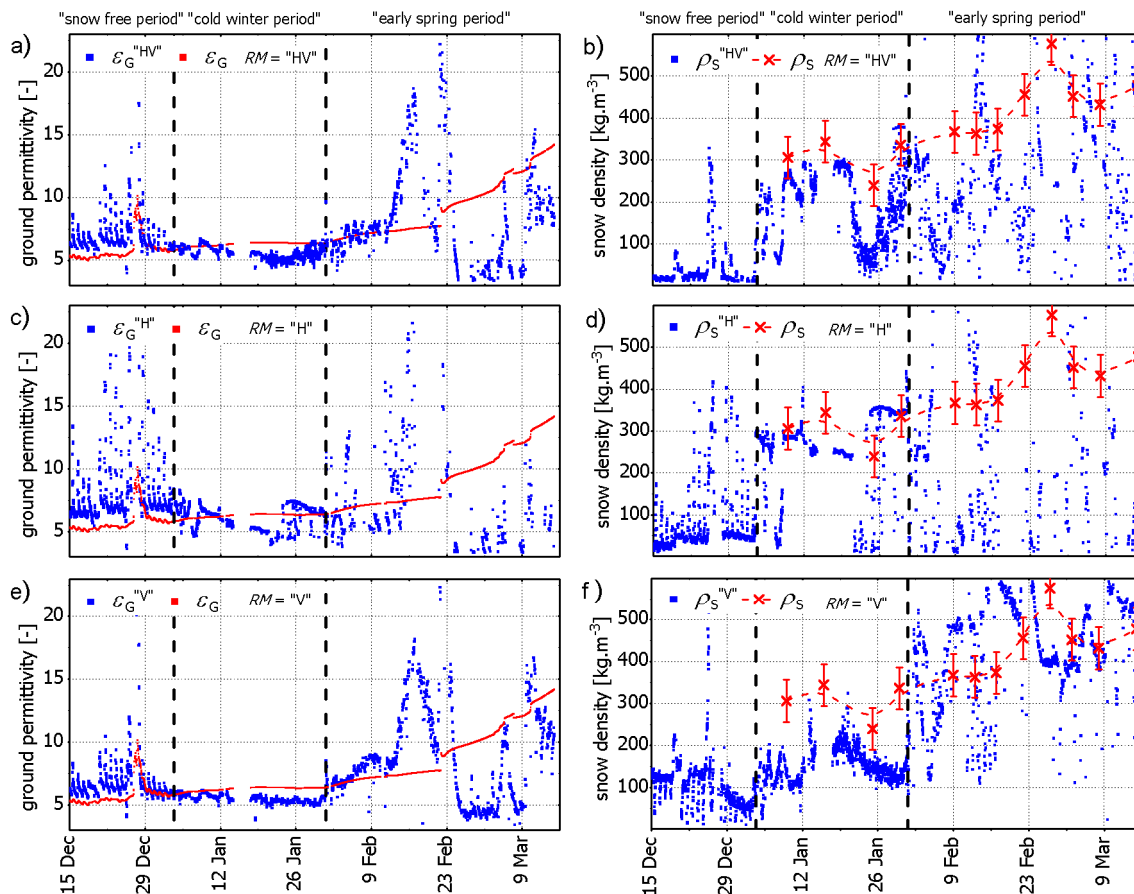 "snow free period" "cold winter period" "early spring period" "snow free period" "cold winter period" "early spring period"
a) εG"HV" εG RM = "HV"
ground permittivity [-]
20
15
10
5
b) ρS"HV" ρS RM = "HV"
snow density [kg.m-3]
500
400
300
200
100
c) εG"H" εG RM = "H"
ground permittivity [-]
20
15
10
5
d) ρS"H" ρS RM = "H"
snow density [kg.m-3]
500
400
300
200
100
e) εG"V" εG RM = "V"
ground permittivity [-]
20
15
10
5
f) ρS"V" ρS RM = "V"
snow density [kg.m-3]
500
400
300
200
100
15 Dec
29 Dec
12 Jan
26 Jan
9 Feb
23 Feb
9 Mar
15 Dec
29 Dec
12 Jan
26 Jan
9 Feb
23 Feb
9 Mar